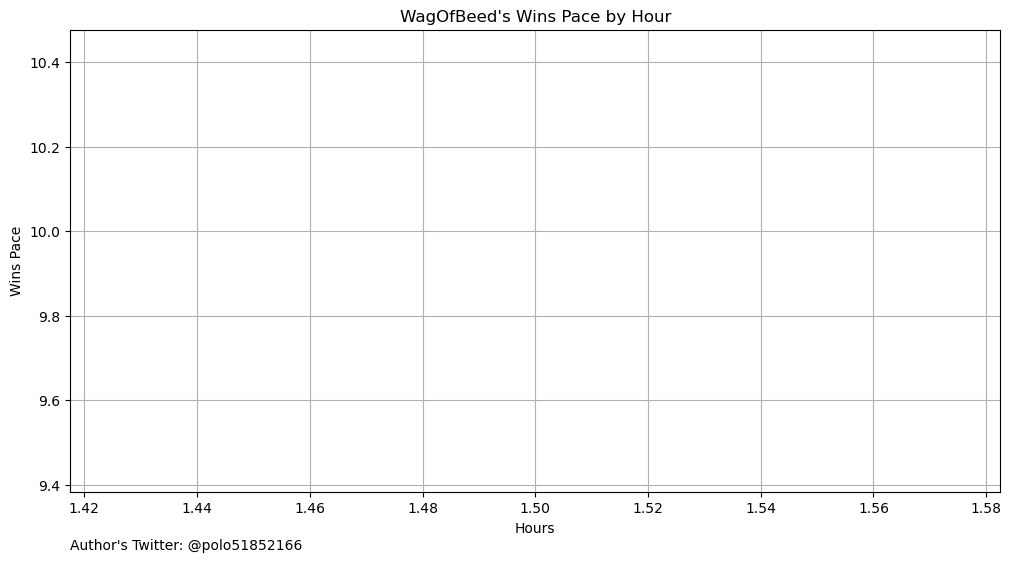 WagOfBeed's Wins Pace by Hour
10.4
10.2
10.0
9.8
9.6
9.4
Wins Pace
1.42 1.44 1.46 1.48 1.50 1.52 1.54 1.56 1.58
Hours
Author's Twitter: @polo51852166